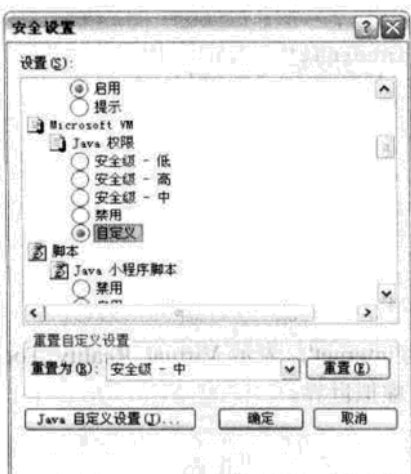 安全设置
设置(S):
启用
提示
Microsoft VM
Java 权限
安全级 - 低
安全级 - 高
安全级 - 中
禁用
自定义
脚本
Java 小程序脚本
禁用
重置自定义设置
重置为(R): 安全级 - 中 重置(E)
Java 自定义设置(J)... 确定 取消